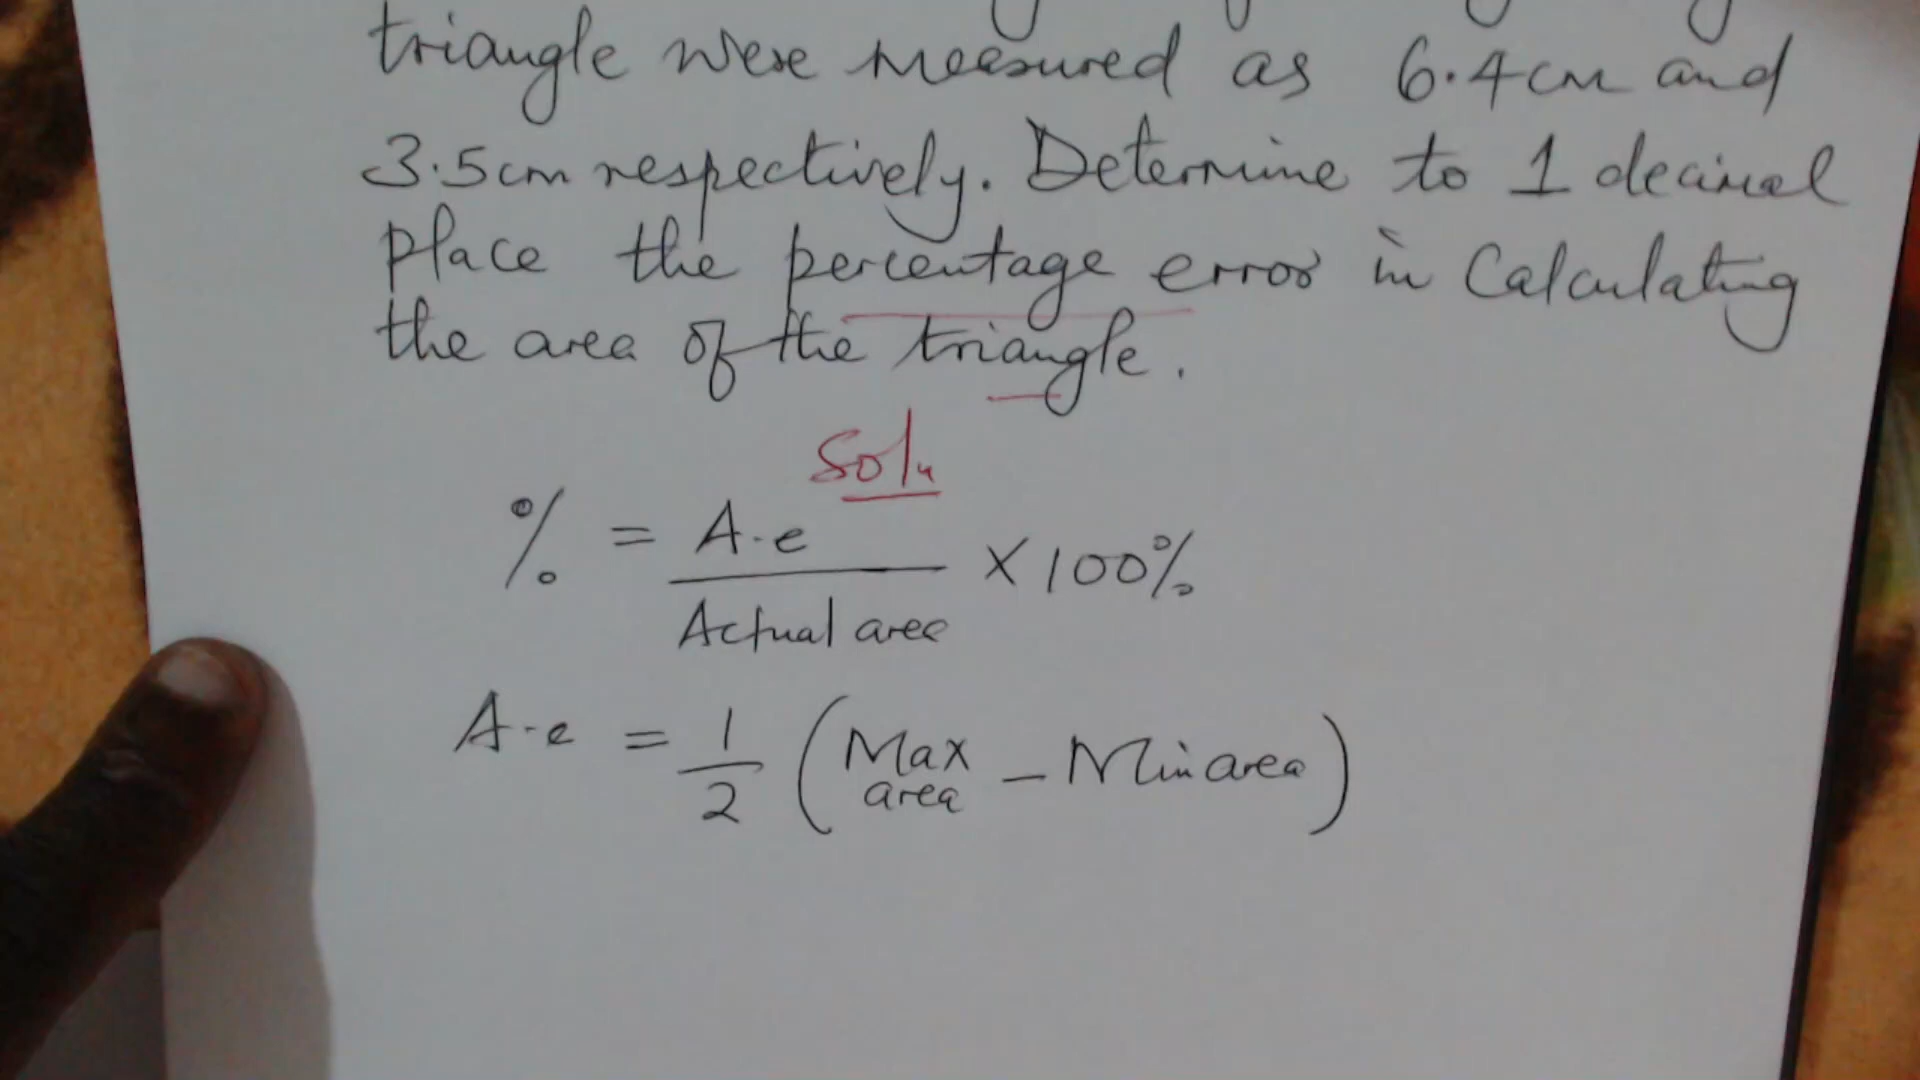 triangle were measured as 6.4cm and
3.5cm respectively. Determine to 1 decimal
place the percentage error in Calculating
the area of the triangle.
Soln
% = A.e / Actual area × 100%
A.e = 1/2 (Max area - Min area)